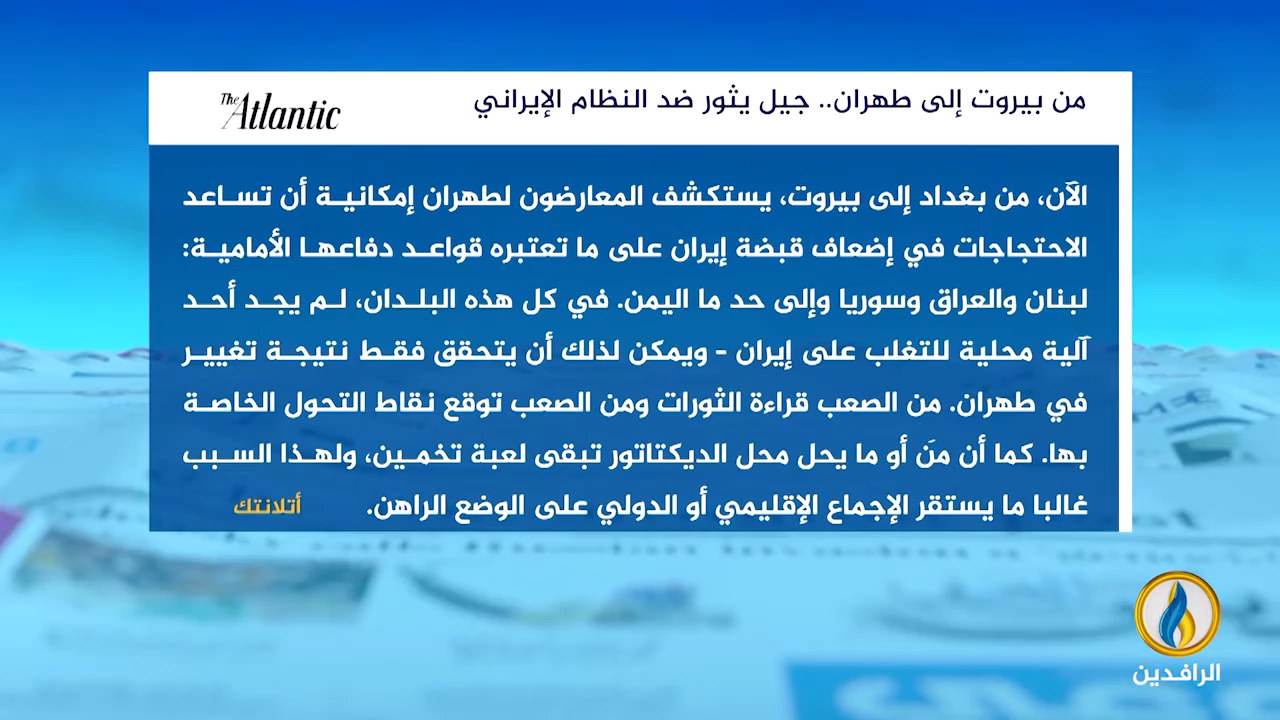 The Atlantic
من بيروت إلى طهران.. جيل يثور ضد النظام الإيراني
الآن، من بغداد إلى بيروت، يستكشف المعارضون لطهران إمكانية أن تساعد
الاحتجاجات في إضعاف قبضة إيران على ما تعتبره قواعد دفاعها الأمامية:
لبنان والعراق وسوريا وإلى حد ما اليمن. في كل هذه البلدان، لم يجد أحد
آلية محلية للتغلب على إيران – ويمكن لذلك أن يتحقق فقط نتيجة تغيير
في طهران. من الصعب قراءة الثورات ومن الصعب توقع نقاط التحول الخاصة
بها. كما أن منَ أو ما يحل محل الديكتاتور تبقى لعبة تخمين، ولهذا السبب
غالبا ما يستقر الإجماع الإقليمي أو الدولي على الوضع الراهن.
أتلانتك
الرافدين